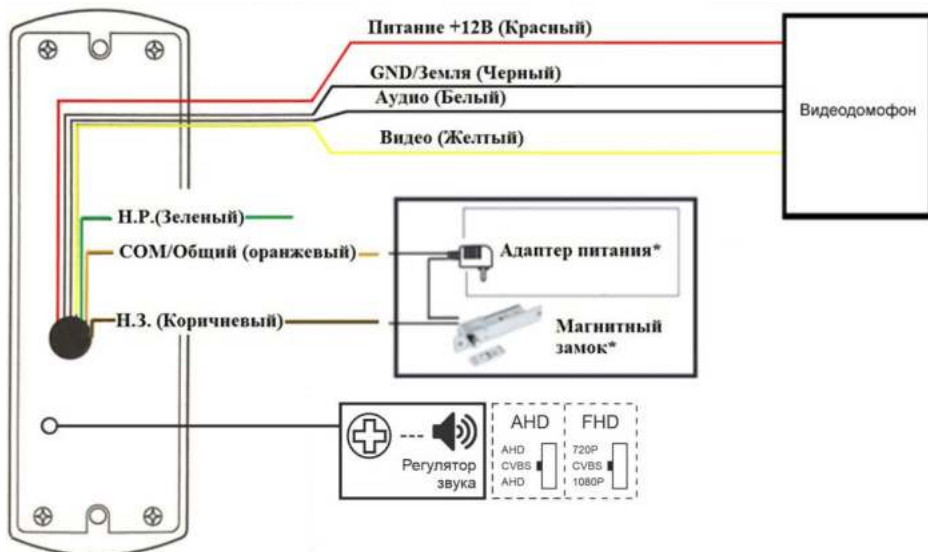 Питание +12В (Красный)
GND/Земля (Черный)
Аудио (Белый)
Видео (Желтый)
Видеодомофон
Н.Р.(Зеленый)
СОМ/Общий (оранжевый)
Н.З. (Коричневый)
Адаптер питания*
Магнитный
замок*
Регулятор
звука
AHD
AHD
CVBS
AHD
FHD
720P
CVBS
1080P